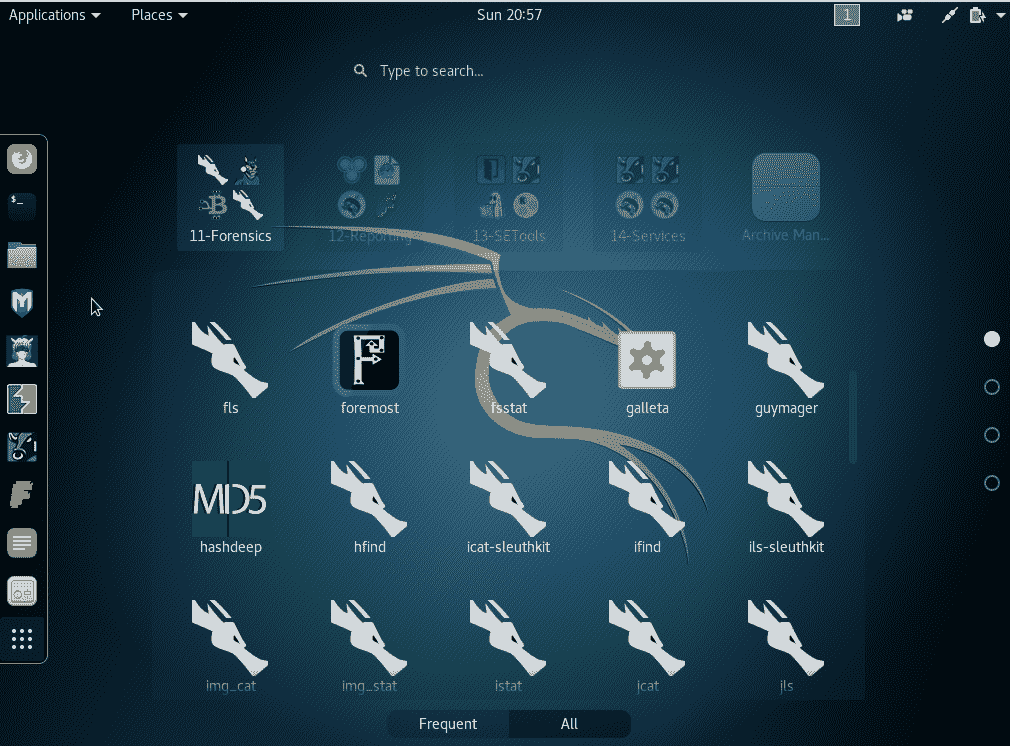 Applications Places Sun 20:57 1
Type to search...
11-Forensics 12-Reporting 13-SETools 14-Services Archive Man...
fls foremost fsstat galleta guymager
MD5
hashdeep hfind icat-sleuthkit ifind ils-sleuthkit
img_cat img_stat istat jcat jls
Frequent All